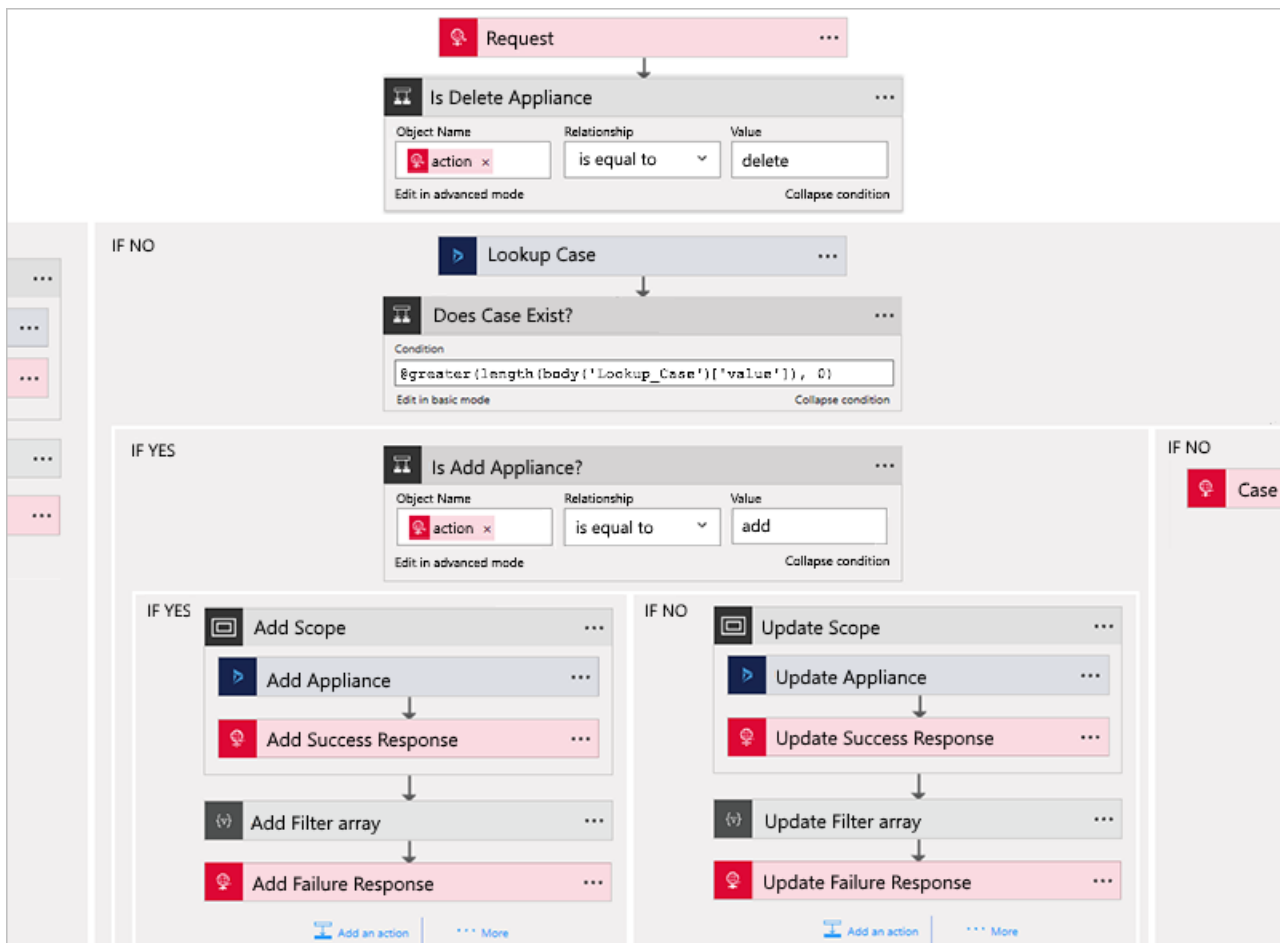 Request
Is Delete Appliance
Object Name Relationship Value
action × is equal to delete
Edit in advanced mode Collapse condition
IF NO
Lookup Case
Does Case Exist?
Condition
@greater(length(body('Lookup_Case')['value']), 0)
Edit in basic mode Collapse condition
IF YES
Is Add Appliance?
Object Name Relationship Value
action × is equal to add
Edit in advanced mode Collapse condition
IF NO
Case
IF YES
Add Scope
Add Appliance
Add Success Response
Add Filter array
Add Failure Response
Add an action ··· More
IF NO
Update Scope
Update Appliance
Update Success Response
Update Filter array
Update Failure Response
Add an action ··· More